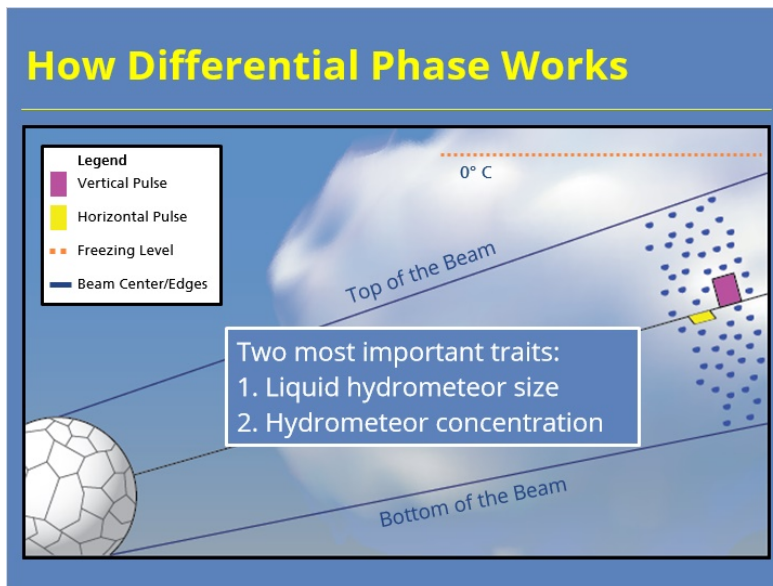 How Differential Phase Works
Legend
Vertical Pulse
Horizontal Pulse
Freezing Level
Beam Center/Edges
0° C
Top of the Beam
Two most important traits:
1. Liquid hydrometeor size
2. Hydrometeor concentration
Bottom of the Beam